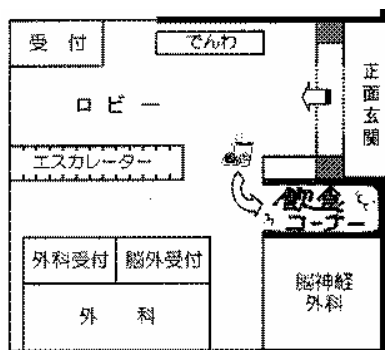 受付
でんわ
正面玄関
ロビー
エスカレーター
飲食
コーナー
外科受付
脳外受付
脳神経
外科
外科